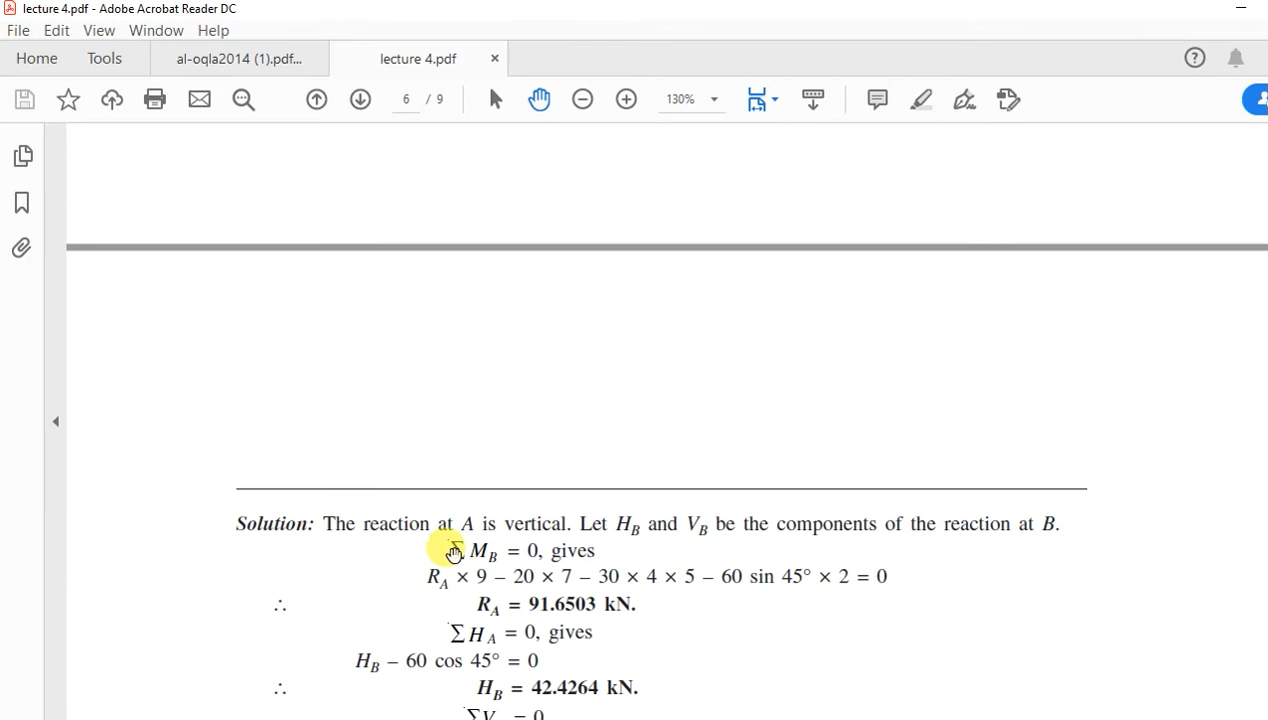 lecture 4.pdf - Adobe Acrobat Reader DC
File Edit View Window Help
Home Tools al-oqla2014 (1).pdf... lecture 4.pdf ×
6 / 9 130%
Solution: The reaction at A is vertical. Let H_B and V_B be the components of the reaction at B.
∑ M_B = 0, gives
R_A × 9 – 20 × 7 – 30 × 4 × 5 – 60 sin 45° × 2 = 0
∴ R_A = 91.6503 kN.
∑ H_A = 0, gives
H_B – 60 cos 45° = 0
∴ H_B = 42.4264 kN.
∑V = 0